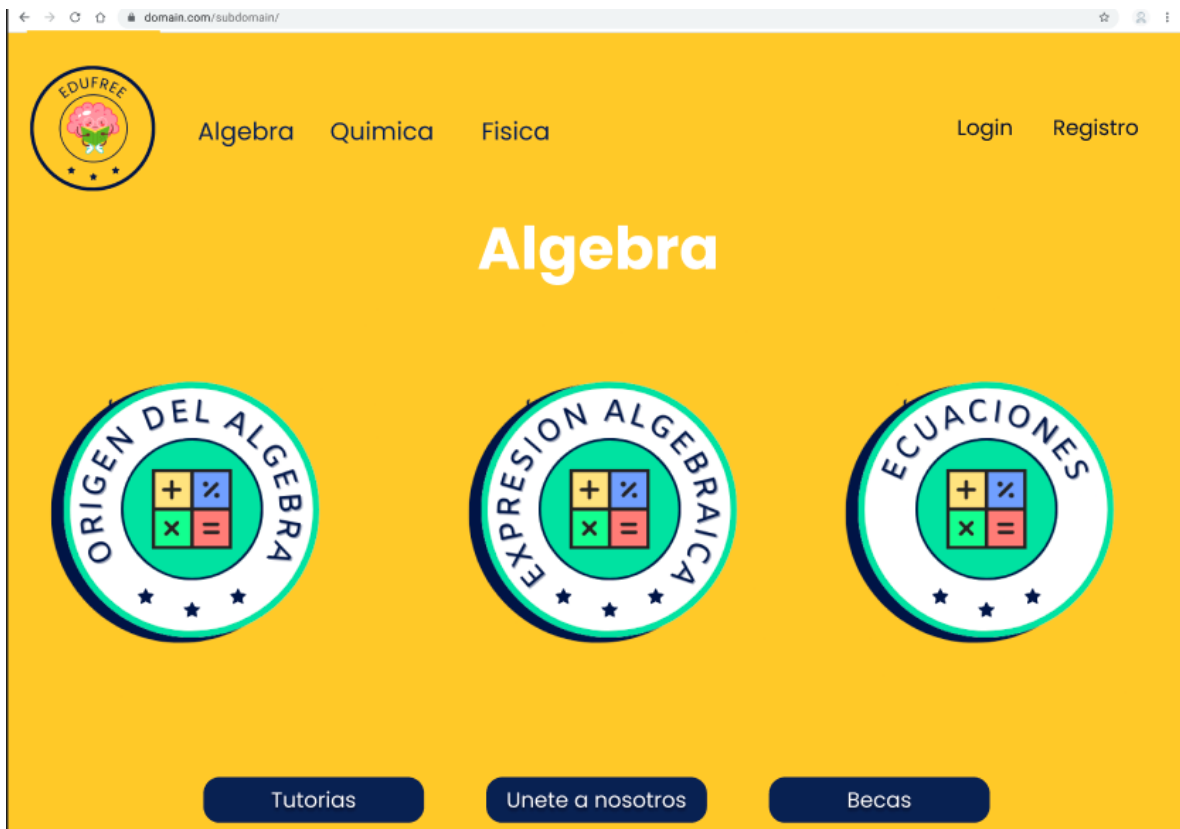 domain.com/subdomain/
EDUFREE
Algebra Quimica Fisica
Login Registro
Algebra
ORIGEN DEL ALGEBRA
EXPRESION ALGEBRAICA
ECUACIONES
Tutorias
Unete a nosotros
Becas